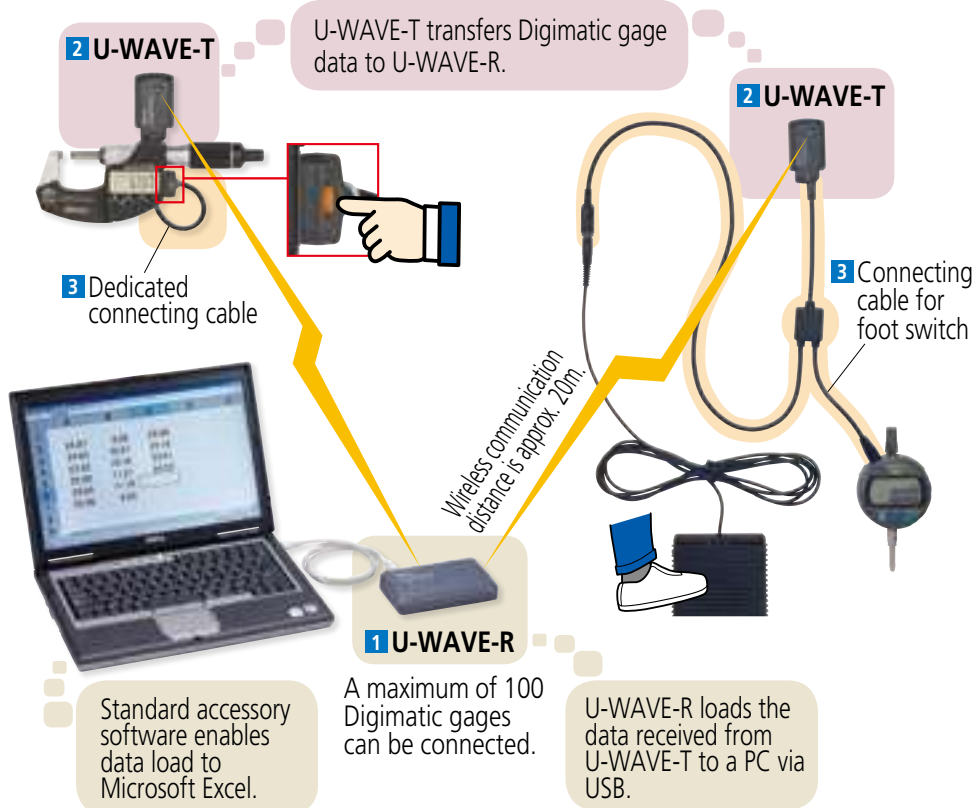 2 U-WAVE-T
U-WAVE-T transfers Digimatic gage
data to U-WAVE-R.
2 U-WAVE-T
3 Dedicated
connecting cable
3 Connecting
cable for
foot switch
Wireless communication
distance is approx. 20m.
1 U-WAVE-R
A maximum of 100
Digimatic gages
can be connected.
Standard accessory
software enables
data load to
Microsoft Excel.
U-WAVE-R loads the
data received from
U-WAVE-T to a PC via
USB.